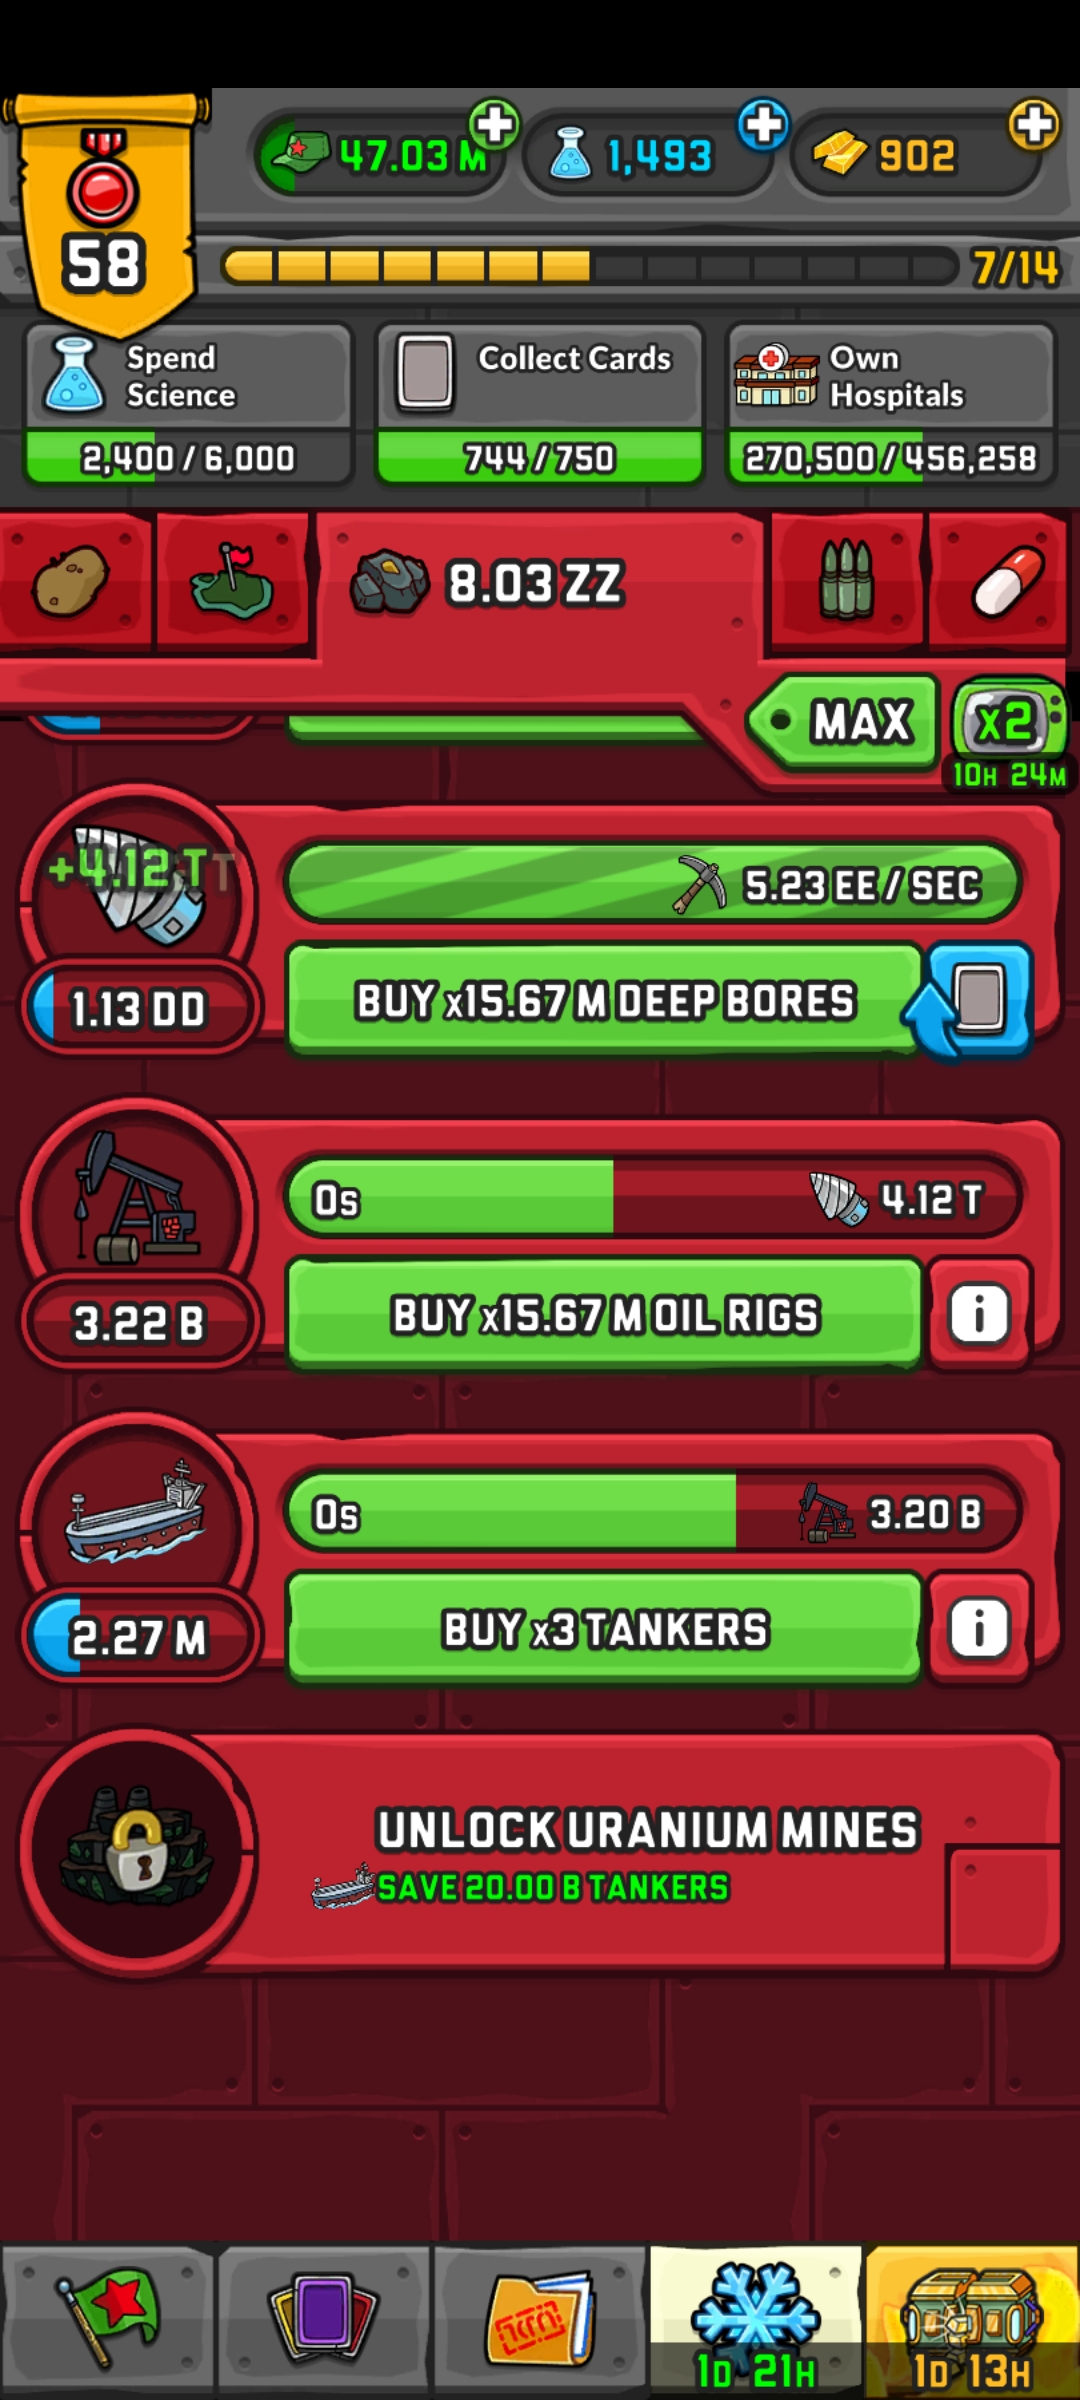 58
47.03 M
1,493
902
7/14
Spend
Science
2,400 / 6,000
Collect Cards
744 / 750
Own
Hospitals
270,500 / 456,258
8.03 ZZ
MAX
x2
10H 24M
+4.12 T
5.23 EE / SEC
1.13 DD
BUY x15.67 M DEEP BORES
0s
4.12 T
3.22 B
BUY x15.67 M OIL RIGS
i
0s
3.20 B
2.27 M
BUY x3 TANKERS
i
UNLOCK URANIUM MINES
SAVE 20.00 B TANKERS
1D 21H
1D 13H